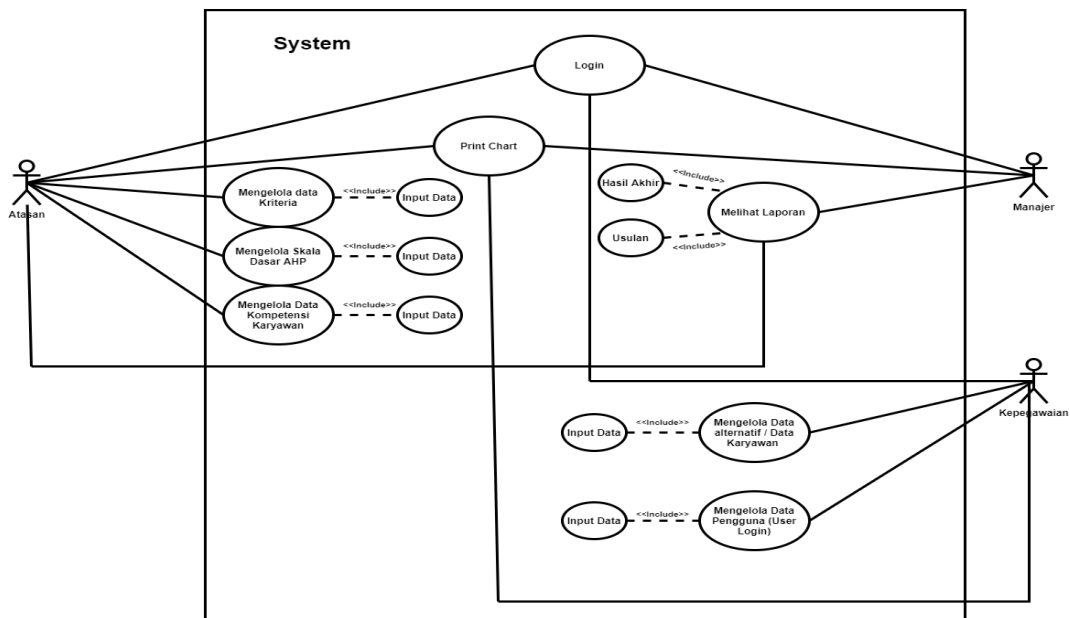 System
Login
Print Chart
Atasan
Mengelola data
Kriteria
<<Include>>
Input Data
Mengelola Skala
Dasar AHP
<<Include>>
Input Data
Mengelola Data
Kompetensi
Karyawan
<<Include>>
Input Data
Hasil Akhir
<<Include>>
Melihat Laporan
Usulan
<<Include>>
Manajer
Kepegawaian
Input Data
<<Include>>
Mengelola Data
alternatif / Data
Karyawan
Input Data
<<Include>>
Mengelola Data
Pengguna (User
Login)